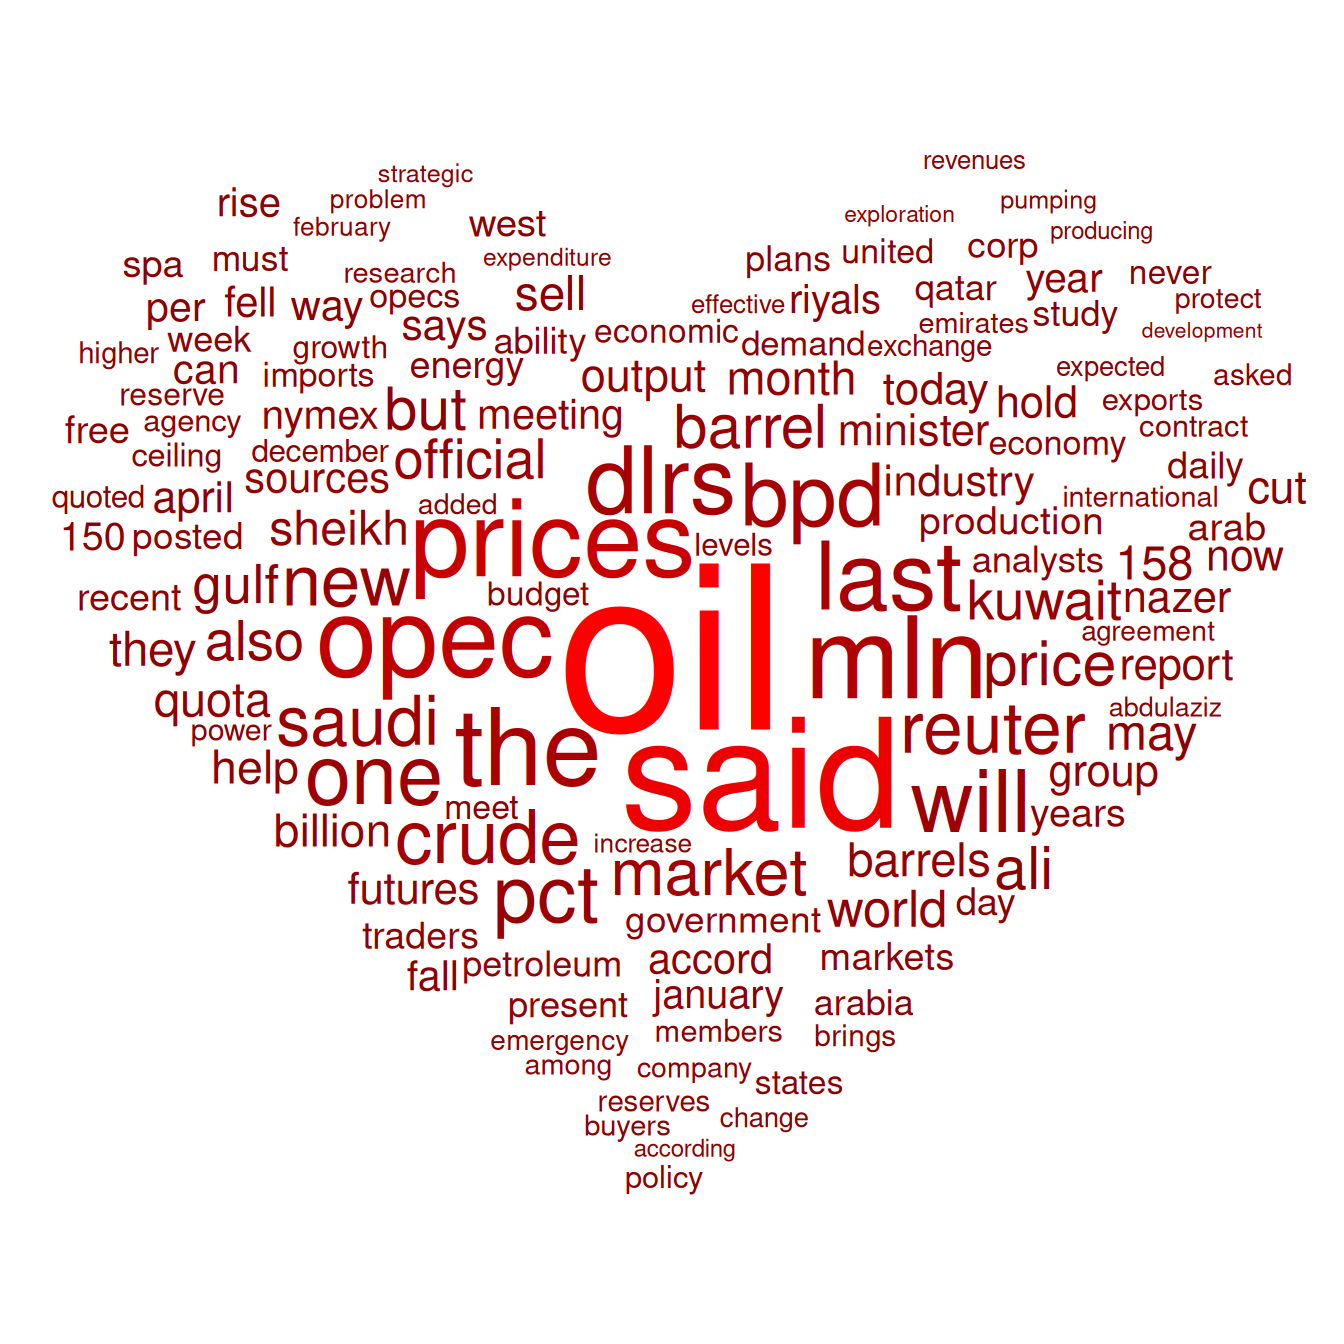 revenues
strategic
rise
problem
pumping
february
west
exploration
producing
spa
must
research
expenditure
plans
united
corp
per
fell
way
opecs
sell
effective
riyals
qatar
year
never
protect
week
growth
says
ability
economic
demand
exchange
emirates
study
development
higher
can
imports
energy
output
month
today
hold
expected
asked
reserve
free
agency
nymex
but
meeting
barrel
minister
economy
exports
contract
ceiling
december
official
dlrs
bpd
industry
daily
quoted
april
sources
added
international
cut
150
posted
sheikh
prices
levels
production
arab
recent
gulf
new
budget
oil
last
analysts
158
now
they
also
opec
mln
kuwait
nazer
agreement
price
report
quota
power
saudi
the
said
reuter
abdulaziz
may
help
one
meet
will
group
years
billion
crude
increase
market
barrels
ali
futures
pct
government
world
day
traders
fall
petroleum
accord
markets
present
january
arabia
emergency
members
brings
among
company
states
reserves
change
buyers
according
policy